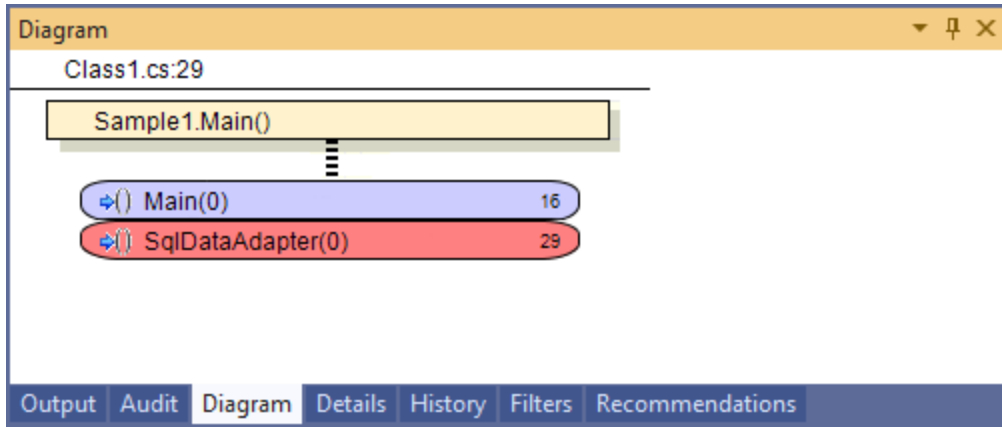 Diagram
Class1.cs:29
Sample1.Main()
() Main(0) 16
() SqlDataAdapter(0) 29
Output Audit Diagram Details History Filters Recommendations